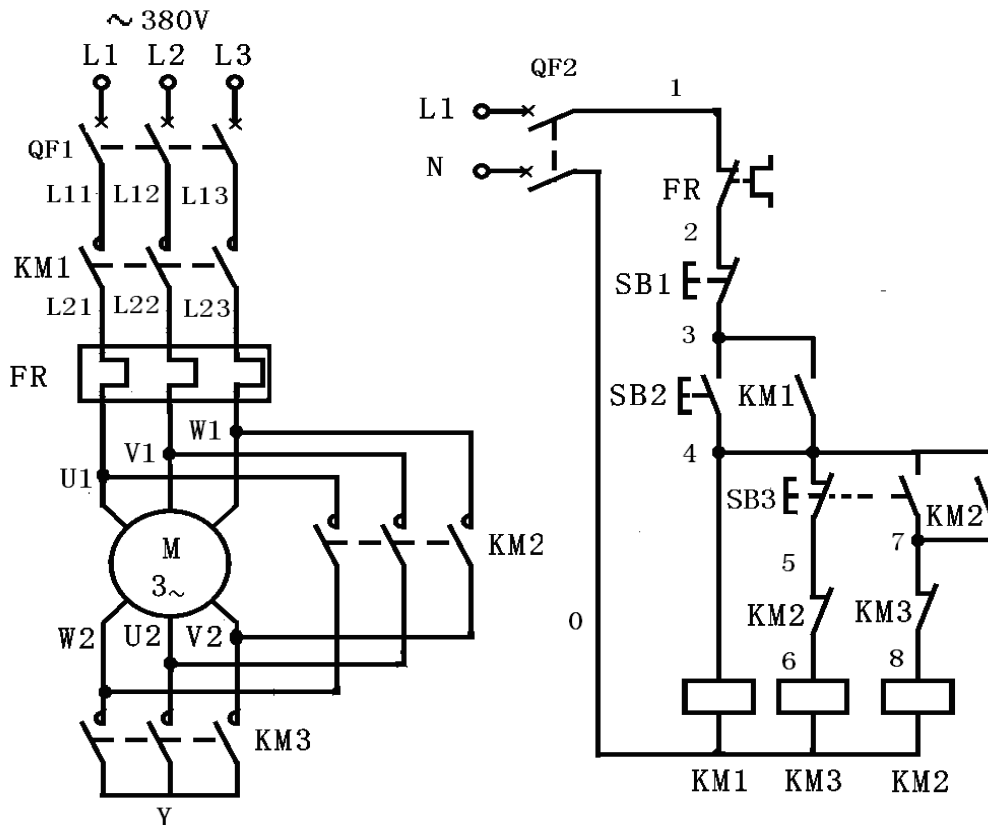 ~ 380V
L1 L2 L3
QF1
L11 L12 L13
KM1
L21 L22 L23
FR
W1
V1
U1
M
3~
KM2
W2 U2 V2
KM3
Y
QF2
1
L1
N
FR
2
SB1
3
SB2 KM1
4
SB3 KM2
7
5
KM2 KM3
0
6 8
KM1 KM3 KM2